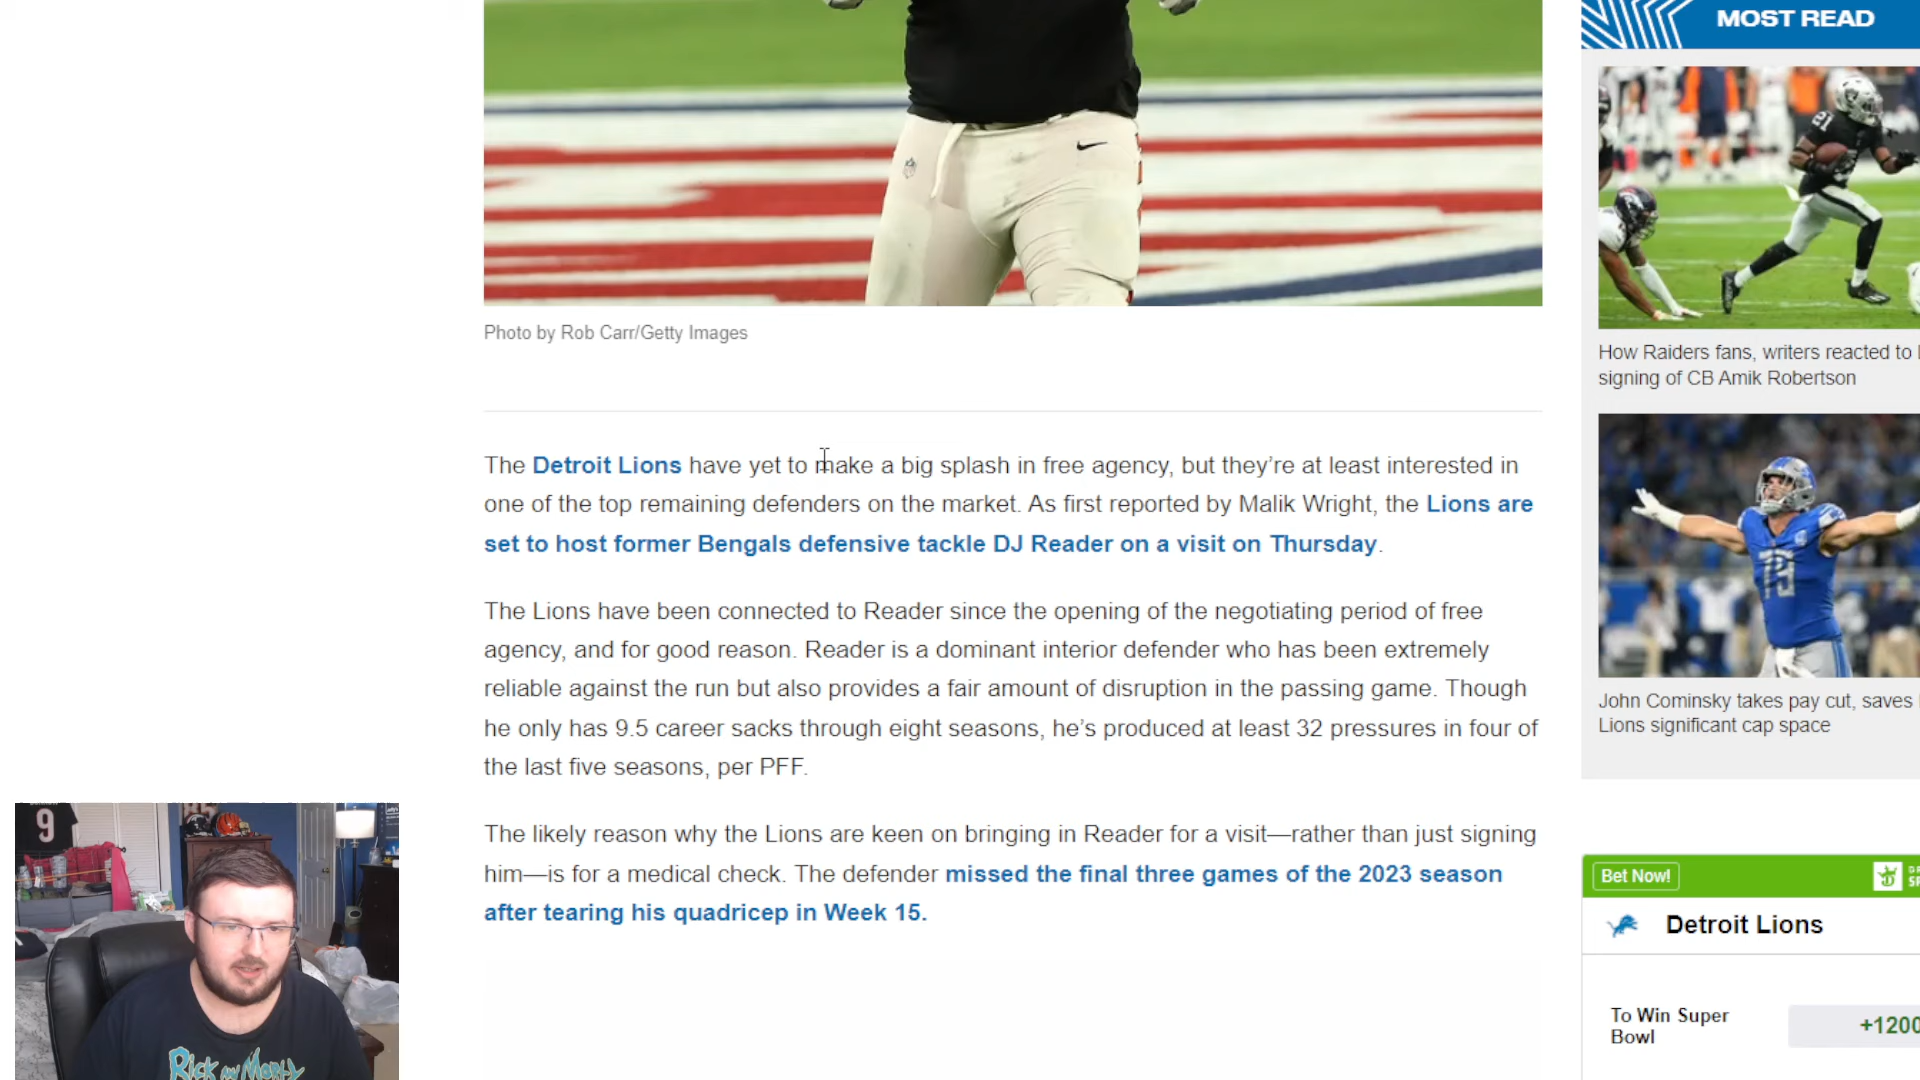 MOST READ
21
How Raiders fans, writers reacted to
signing of CB Amik Robertson
79
John Cominsky takes pay cut, saves
Lions significant cap space
Photo by Rob Carr/Getty Images
The Detroit Lions have yet to make a big splash in free agency, but they’re at least interested in
one of the top remaining defenders on the market. As first reported by Malik Wright, the Lions are
set to host former Bengals defensive tackle DJ Reader on a visit on Thursday.
The Lions have been connected to Reader since the opening of the negotiating period of free
agency, and for good reason. Reader is a dominant interior defender who has been extremely
reliable against the run but also provides a fair amount of disruption in the passing game. Though
he only has 9.5 career sacks through eight seasons, he’s produced at least 32 pressures in four of
the last five seasons, per PFF.
The likely reason why the Lions are keen on bringing in Reader for a visit—rather than just signing
him—is for a medical check. The defender missed the final three games of the 2023 season
after tearing his quadricep in Week 15.
9
Rick and Morty
Bet Now!
Detroit Lions
To Win Super
Bowl
+1200